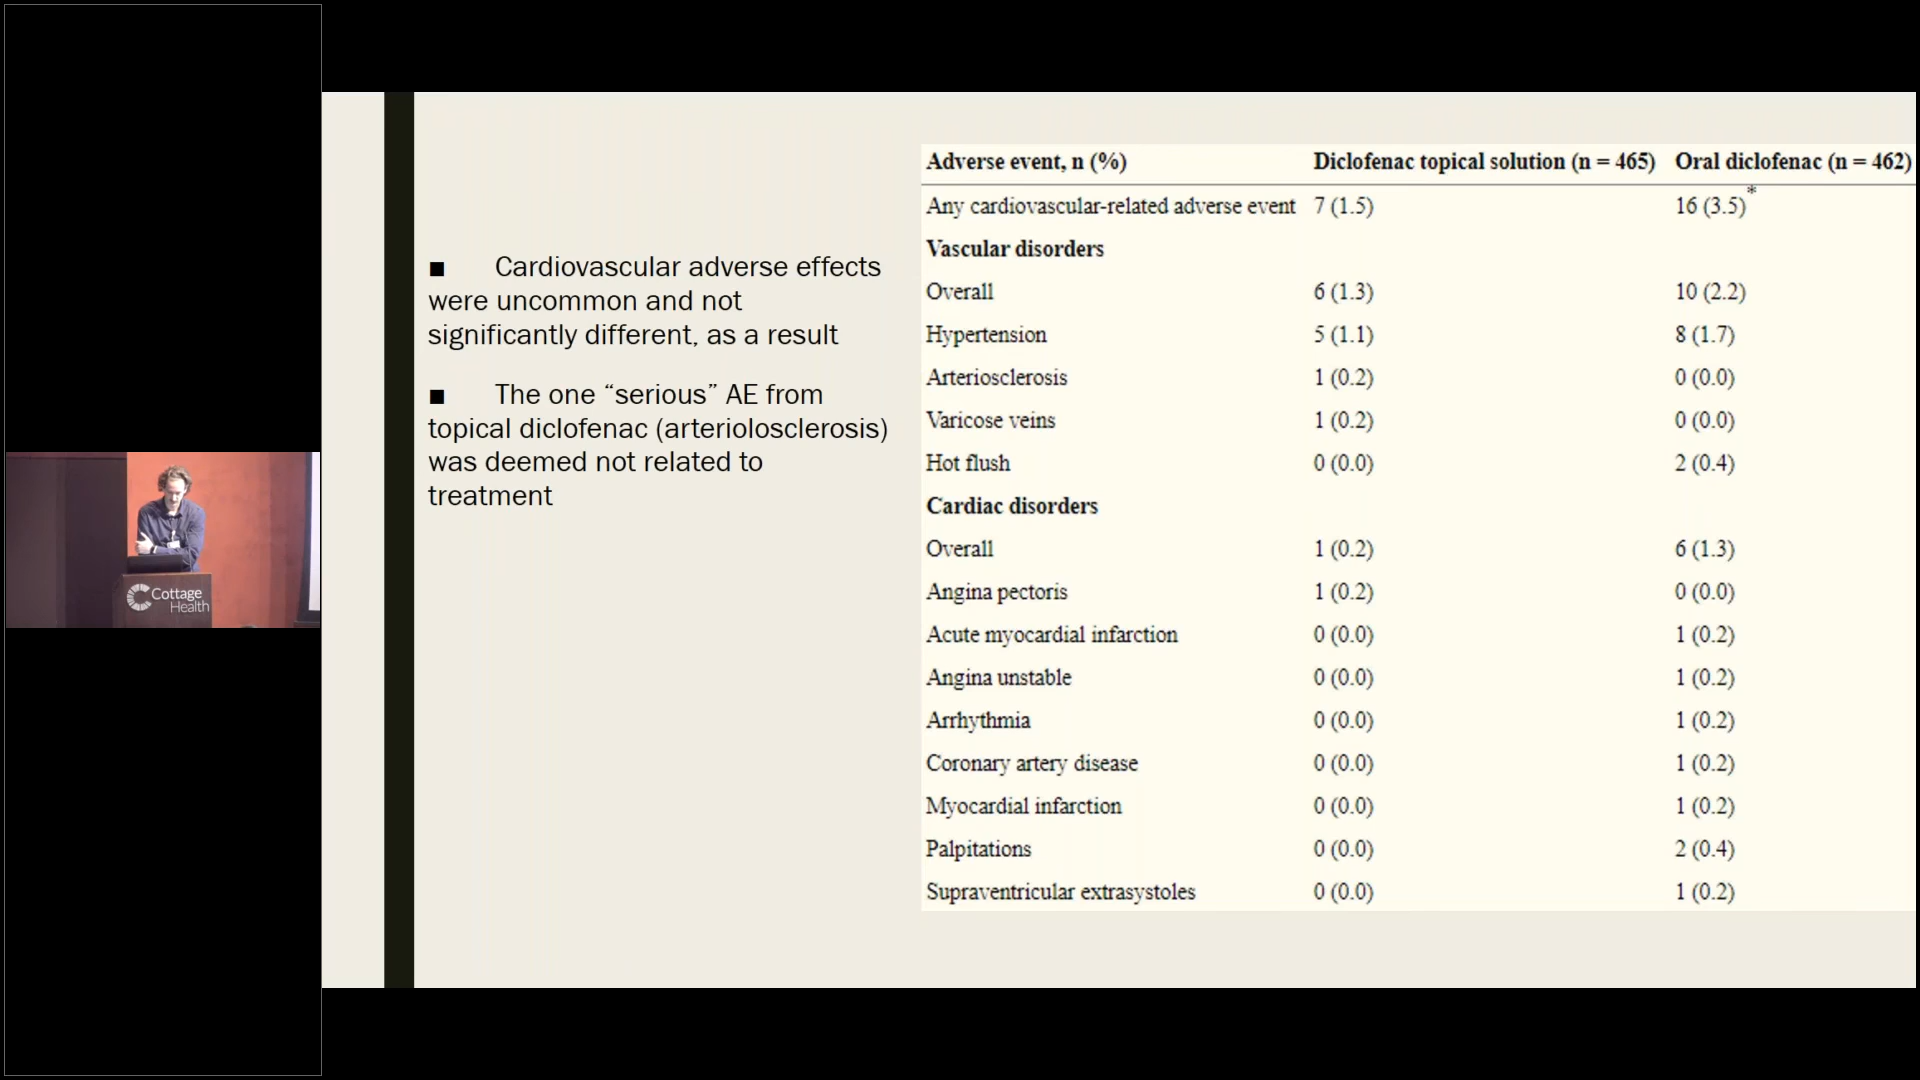 ■ Cardiovascular adverse effects
were uncommon and not
significantly different, as a result
■ The one “serious” AE from
topical diclofenac (arteriolosclerosis)
was deemed not related to
treatment
Adverse event, n (%) Diclofenac topical solution (n = 465) Oral diclofenac (n = 462)
Any cardiovascular-related adverse event 7 (1.5) 16 (3.5)*
Vascular disorders
Overall 6 (1.3) 10 (2.2)
Hypertension 5 (1.1) 8 (1.7)
Arteriosclerosis 1 (0.2) 0 (0.0)
Varicose veins 1 (0.2) 0 (0.0)
Hot flush 0 (0.0) 2 (0.4)
Cardiac disorders
Overall 1 (0.2) 6 (1.3)
Angina pectoris 1 (0.2) 0 (0.0)
Acute myocardial infarction 0 (0.0) 1 (0.2)
Angina unstable 0 (0.0) 1 (0.2)
Arrhythmia 0 (0.0) 1 (0.2)
Coronary artery disease 0 (0.0) 1 (0.2)
Myocardial infarction 0 (0.0) 1 (0.2)
Palpitations 0 (0.0) 2 (0.4)
Supraventricular extrasystoles 0 (0.0) 1 (0.2)
Cottage
Health